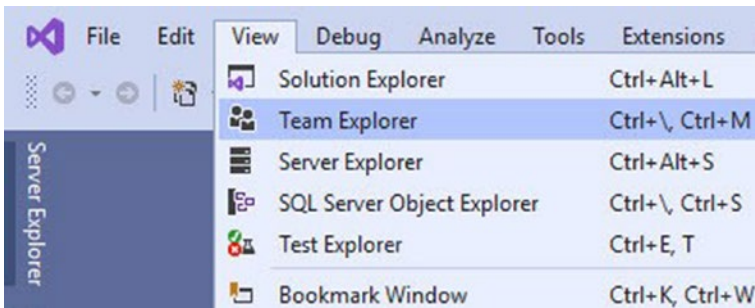 File Edit View Debug Analyze Tools Extensions
Solution Explorer Ctrl+Alt+L
Team Explorer Ctrl+\, Ctrl+M
Server Explorer Ctrl+Alt+S
SQL Server Object Explorer Ctrl+\, Ctrl+S
Test Explorer Ctrl+E, T
Bookmark Window Ctrl+K, Ctrl+W
Server Explorer